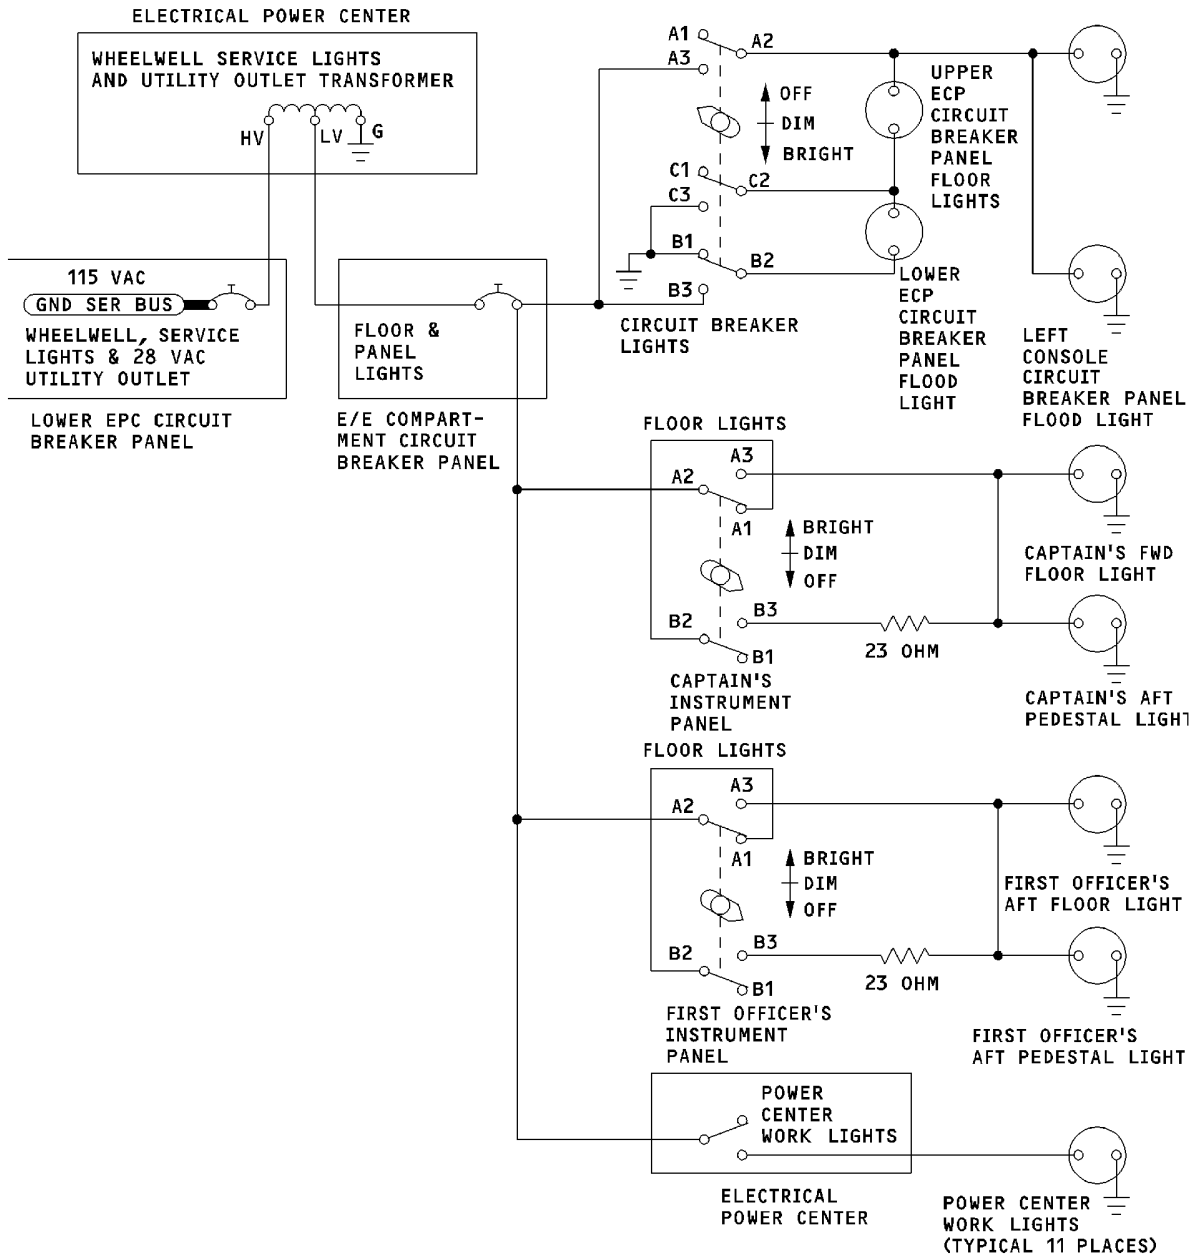 ELECTRICAL POWER CENTER
WHEELWELL SERVICE LIGHTS
AND UTILITY OUTLET TRANSFORMER
HV
LV
G
115 VAC
GND SER BUS
WHEELWELL, SERVICE
LIGHTS & 28 VAC
UTILITY OUTLET
LOWER EPC CIRCUIT
BREAKER PANEL
FLOOR &
PANEL
LIGHTS
E/E COMPART-
MENT CIRCUIT
BREAKER PANEL
A1
A2
A3
OFF
DIM
BRIGHT
C1
C2
C3
B1
B2
B3
CIRCUIT BREAKER
LIGHTS
UPPER
ECP
CIRCUIT
BREAKER
PANEL
FLOOR
LIGHTS
LOWER
ECP
CIRCUIT
BREAKER
PANEL
FLOOD
LIGHT
LEFT
CONSOLE
CIRCUIT
BREAKER PANEL
FLOOD LIGHT
FLOOR LIGHTS
A3
A2
A1
BRIGHT
DIM
OFF
B3
B2
B1
23 OHM
CAPTAIN'S
INSTRUMENT
PANEL
CAPTAIN'S FWD
FLOOR LIGHT
CAPTAIN'S AFT
PEDESTAL LIGHT
FLOOR LIGHTS
A3
A2
A1
BRIGHT
DIM
OFF
B3
B2
B1
23 OHM
FIRST OFFICER'S
INSTRUMENT
PANEL
FIRST OFFICER'S
AFT FLOOR LIGHT
FIRST OFFICER'S
AFT PEDESTAL LIGHT
POWER
CENTER
WORK LIGHTS
ELECTRICAL
POWER CENTER
POWER CENTER
WORK LIGHTS
(TYPICAL 11 PLACES)